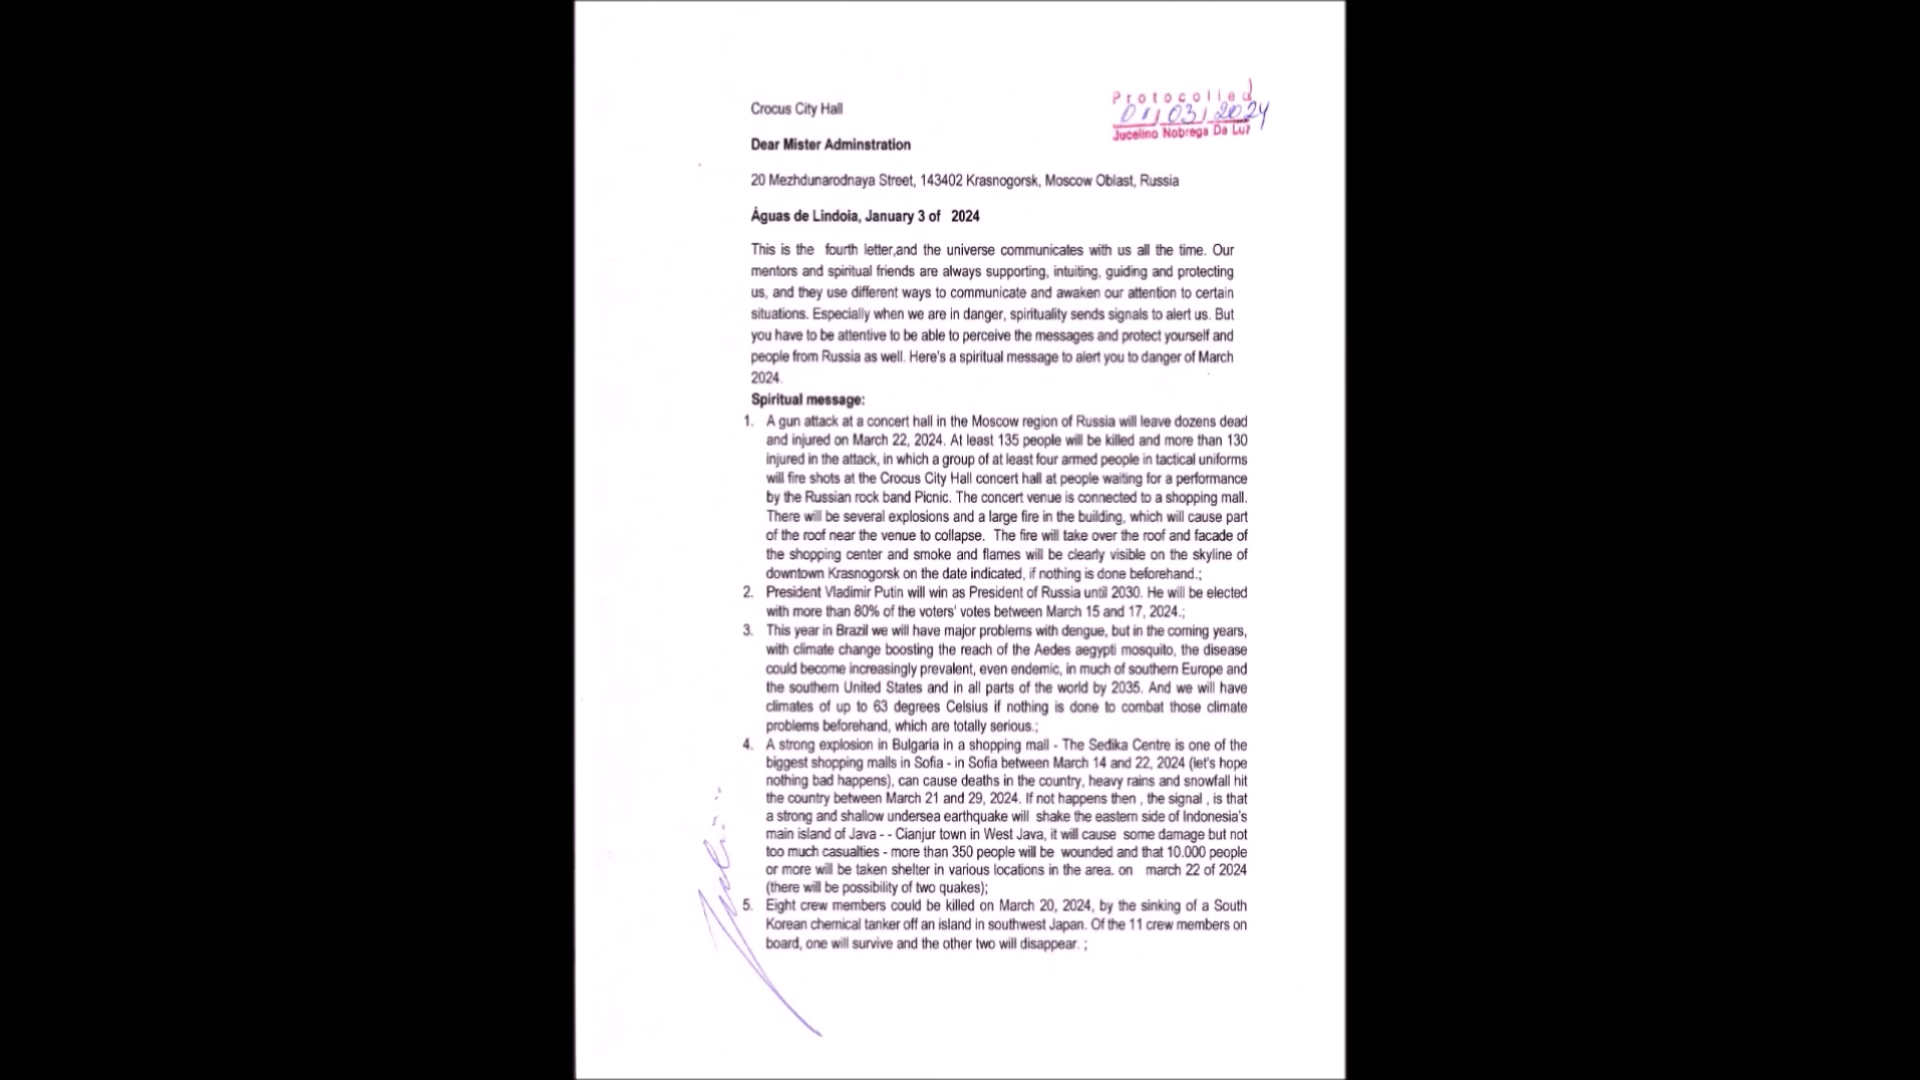 Protocolled
01/03/2024
Jucelino Nobrega Da Luz
Crocus City Hall
Dear Mister Adminstration
20 Mezhdunarodnaya Street, 143402 Krasnogorsk, Moscow Oblast, Russia
Águas de Lindoia, January 3 of 2024
This is the fourth letter,and the universe communicates with us all the time. Our
mentors and spiritual friends are always supporting, intuiting, guiding and protecting
us, and they use different ways to communicate and awaken our attention to certain
situations. Especially when we are in danger, spirituality sends signals to alert us. But
you have to be attentive to be able to perceive the messages and protect yourself and
people from Russia as well. Here's a spiritual message to alert you to danger of March
2024.
Spiritual message:
1. A gun attack at a concert hall in the Moscow region of Russia will leave dozens dead
and injured on March 22, 2024. At least 135 people will be killed and more than 130
injured in the attack, in which a group of at least four armed people in tactical uniforms
will fire shots at the Crocus City Hall concert hall at people waiting for a performance
by the Russian rock band Picnic. The concert venue is connected to a shopping mall.
There will be several explosions and a large fire in the building, which will cause part
of the roof near the venue to collapse. The fire will take over the roof and facade of
the shopping center and smoke and flames will be clearly visible on the skyline of
downtown Krasnogorsk on the date indicated, if nothing is done beforehand.;
2. President Vladimir Putin will win as President of Russia until 2030. He will be elected
with more than 80% of the voters' votes between March 15 and 17, 2024.;
3. This year in Brazil we will have major problems with dengue, but in the coming years,
with climate change boosting the reach of the Aedes aegypti mosquito, the disease
could become increasingly prevalent, even endemic, in much of southern Europe and
the southern United States and in all parts of the world by 2035. And we will have
climates of up to 63 degrees Celsius if nothing is done to combat those climate
problems beforehand, which are totally serious.;
4. A strong explosion in Bulgaria in a shopping mall - The Sedika Centre is one of the
biggest shopping malls in Sofia - in Sofia between March 14 and 22, 2024 (let's hope
nothing bad happens), can cause deaths in the country, heavy rains and snowfall hit
the country between March 21 and 29, 2024. If not happens then , the signal , is that
a strong and shallow undersea earthquake will shake the eastern side of Indonesia's
main island of Java - - Cianjur town in West Java, it will cause some damage but not
too much casualties - more than 350 people will be wounded and that 10.000 people
or more will be taken shelter in various locations in the area. on march 22 of 2024
(there will be possibility of two quakes);
5. Eight crew members could be killed on March 20, 2024, by the sinking of a South
Korean chemical tanker off an island in southwest Japan. Of the 11 crew members on
board, one will survive and the other two will disappear. ;